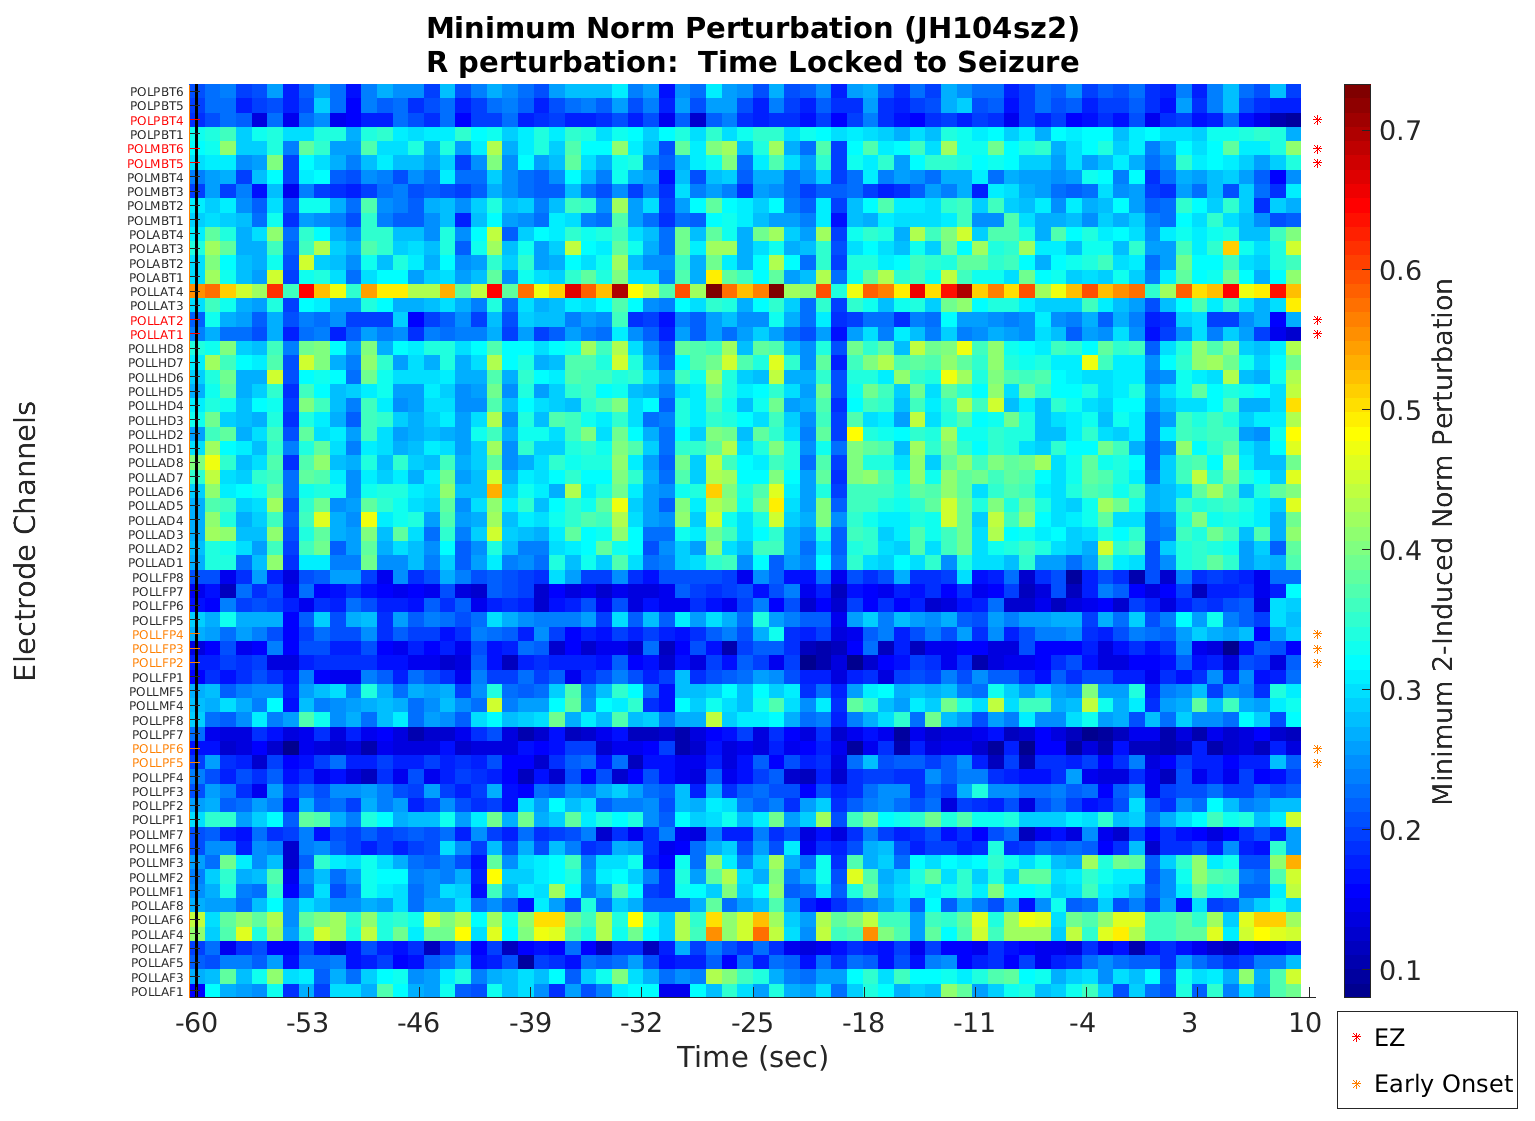 Minimum Norm Perturbation (JH104sz2)
R perturbation:  Time Locked to Seizure
Electrode Channels
POLPBT6
POLPBT5
POLPBT4
POLPBT1
POLMBT6
POLMBT5
POLMBT4
POLMBT3
POLMBT2
POLMBT1
POLABT4
POLABT3
POLABT2
POLABT1
POLLAT4
POLLAT3
POLLAT2
POLLAT1
POLLHD8
POLLHD7
POLLHD6
POLLHD5
POLLHD4
POLLHD3
POLLHD2
POLLHD1
POLLAD8
POLLAD7
POLLAD6
POLLAD5
POLLAD4
POLLAD3
POLLAD2
POLLAD1
POLLFP8
POLLFP7
POLLFP6
POLLFP5
POLLFP4
POLLFP3
POLLFP2
POLLFP1
POLLMF5
POLLMF4
POLLPF8
POLLPF7
POLLPF6
POLLPF5
POLLPF4
POLLPF3
POLLPF2
POLLPF1
POLLMF7
POLLMF6
POLLMF3
POLLMF2
POLLMF1
POLLAF8
POLLAF6
POLLAF4
POLLAF7
POLLAF5
POLLAF3
POLLAF1
-60 -53 -46 -39 -32 -25 -18 -11 -4 3 10
Time (sec)
0.7
0.6
0.5
0.4
0.3
0.2
0.1
Minimum 2-Induced Norm Perturbation
EZ
Early Onset